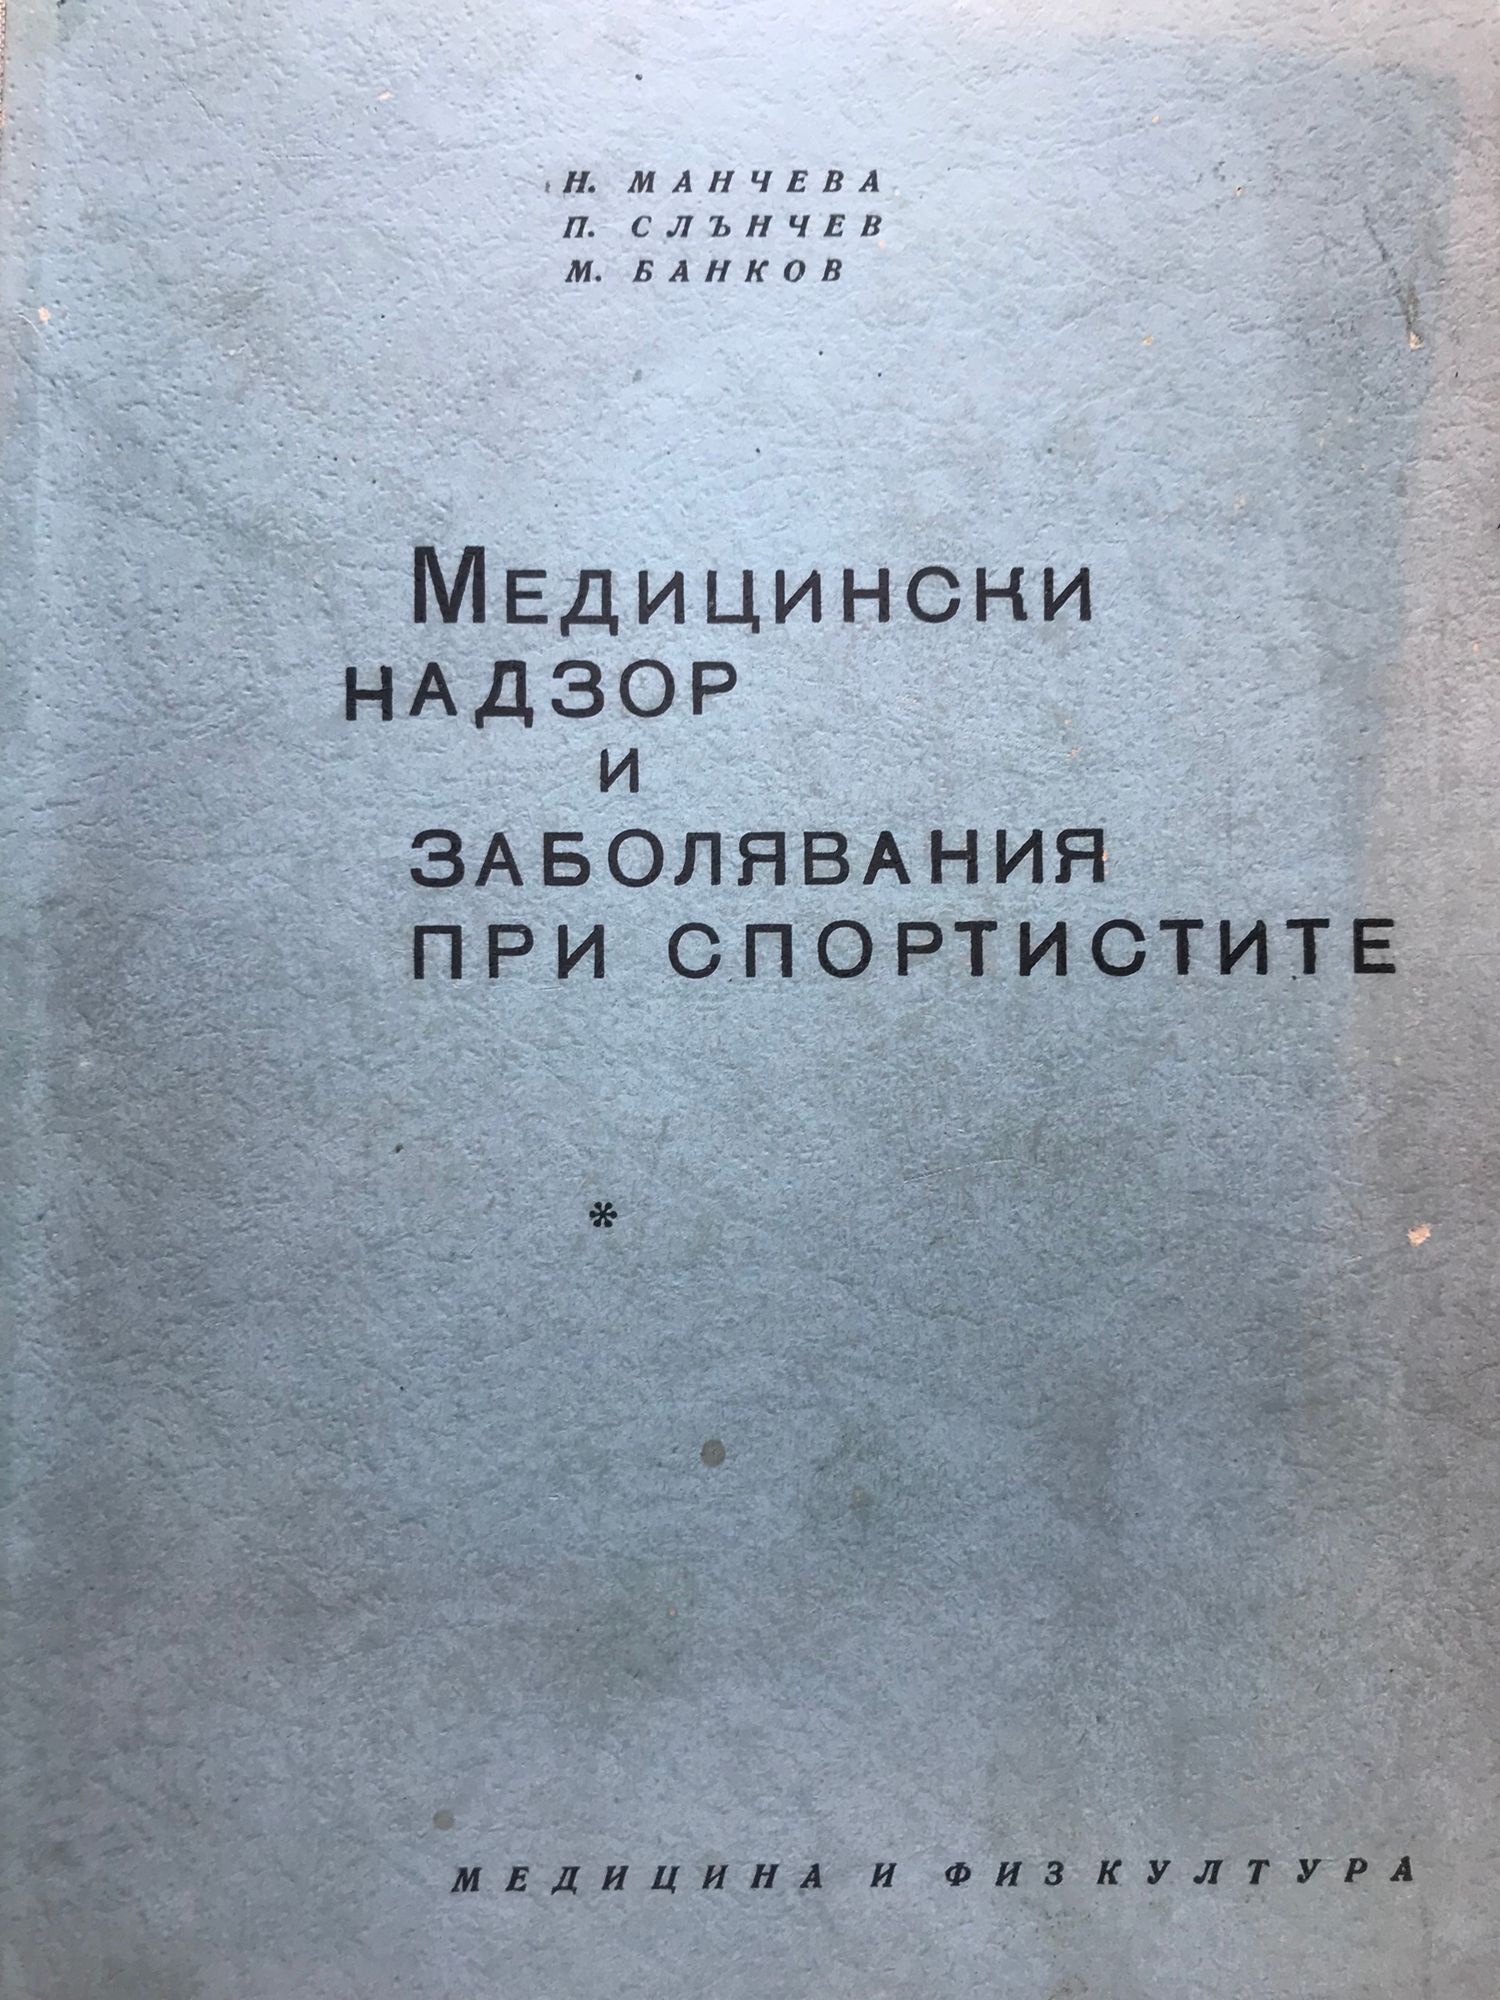 Н. МАНЧЕВА
П. СЛЪНЧЕВ
М. БАНКОВ
МЕДИЦИНСКИ
НАДЗОР
И
ЗАБОЛЯВАНИЯ
ПРИ СПОРТИСТИТЕ
*
МЕДИЦИНА И ФИЗКУЛТУРА